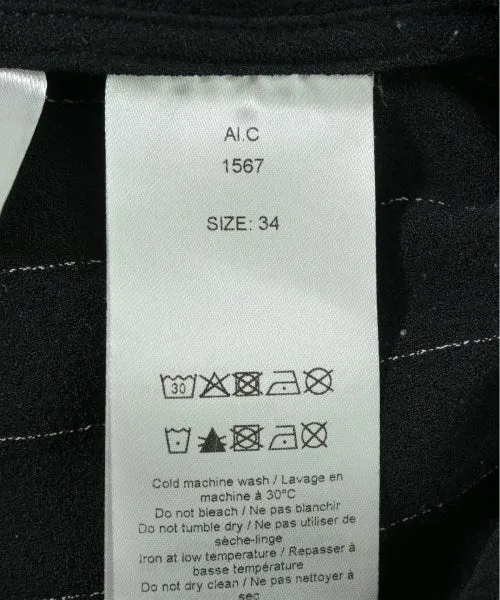 AI.C
1567
SIZE: 34
30
Cold machine wash / Lavage en
machine à 30°C
Do not bleach / Ne pas blanchir
Do not tumble dry / Ne pas utiliser de
sèche-linge
Iron at low temperature / Repasser à
basse température
Do not dry clean / Ne pas nettoyer à
sec